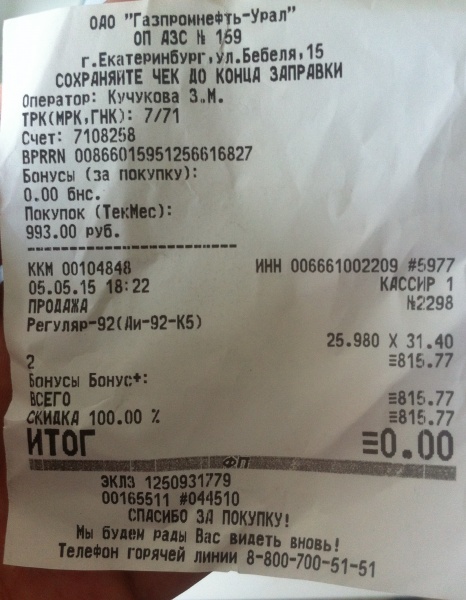 ОАО "Газпромнефть-Урал"
ОП АЗС № 159
г.Екатеринбург,ул.Бебеля,15
СОХРАНЯЙТЕ ЧЕК ДО КОНЦА ЗАПРАВКИ
Оператор: Кучукова З.М.
ТРК(МРК,ГНК): 7/71
Счет: 7108258
BPRRN 00866015951256616827
Бонусы (за покупку):
0.00 бнс.
Покупок (ТекМес):
993.00 руб.
------------------------
ККМ 00104848 ИНН 006661002209 #5977
05.05.15 18:22 КАССИР 1
ПРОДАЖА №2298
Регуляр-92(Аи-92-К5)
25.980 X 31.40
2 ≡815.77
Бонусы Бонус+:
ВСЕГО ≡815.77
СКИДКА 100.00 % ≡815.77
ИТОГ ≡0.00
ФП
ЭКЛЗ 1250931779
00165511 #044510
СПАСИБО ЗА ПОКУПКУ!
Мы будем рады Вас видеть вновь!
Телефон горячей линии 8-800-700-51-51